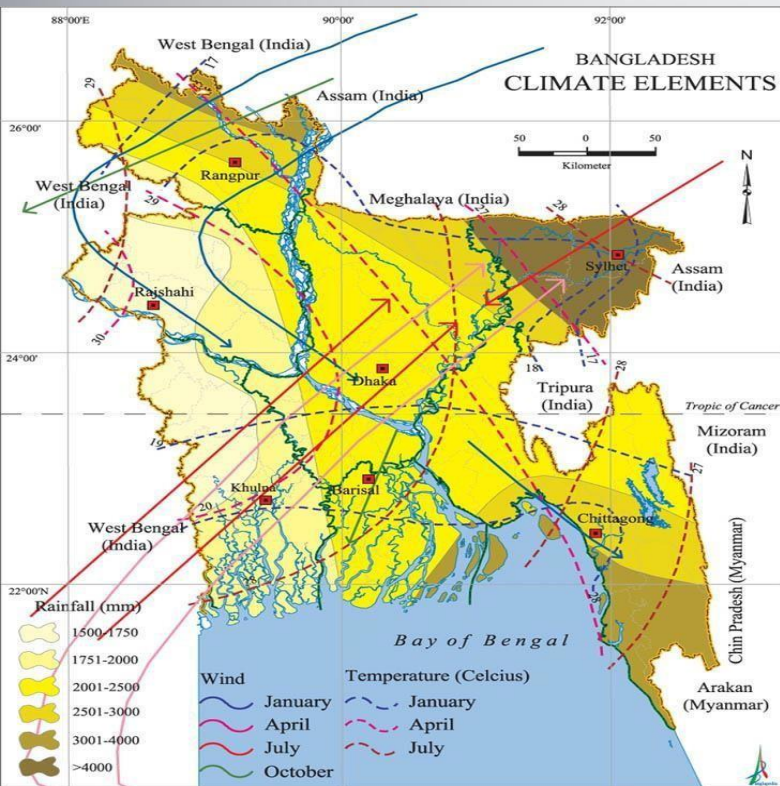 88°00'E
90°00'
92°00'
West Bengal (India)
BANGLADESH
CLIMATE ELEMENTS
17
29
Assam (India)
26°00'
50
0
50
Kilometer
N
Rangpur
West Bengal
(India)
29
Meghalaya (India)
28
Sylhet
Assam
(India)
Rajshahi
30
24°00'
18
17
28
Dhaka
Tripura
(India)
Tropic of Cancer
Mizoram
(India)
19
27
Khulna
Barisal
20
Chittagong
West Bengal
(India)
Chin Pradesh (Myanmar)
22°00'N
28
28
Rainfall (mm)
1500-1750
1751-2000
2001-2500
2501-3000
3001-4000
>4000
Bay of Bengal
Wind
January
April
July
October
Temperature (Celcius)
January
April
July
Arakan
(Myanmar)